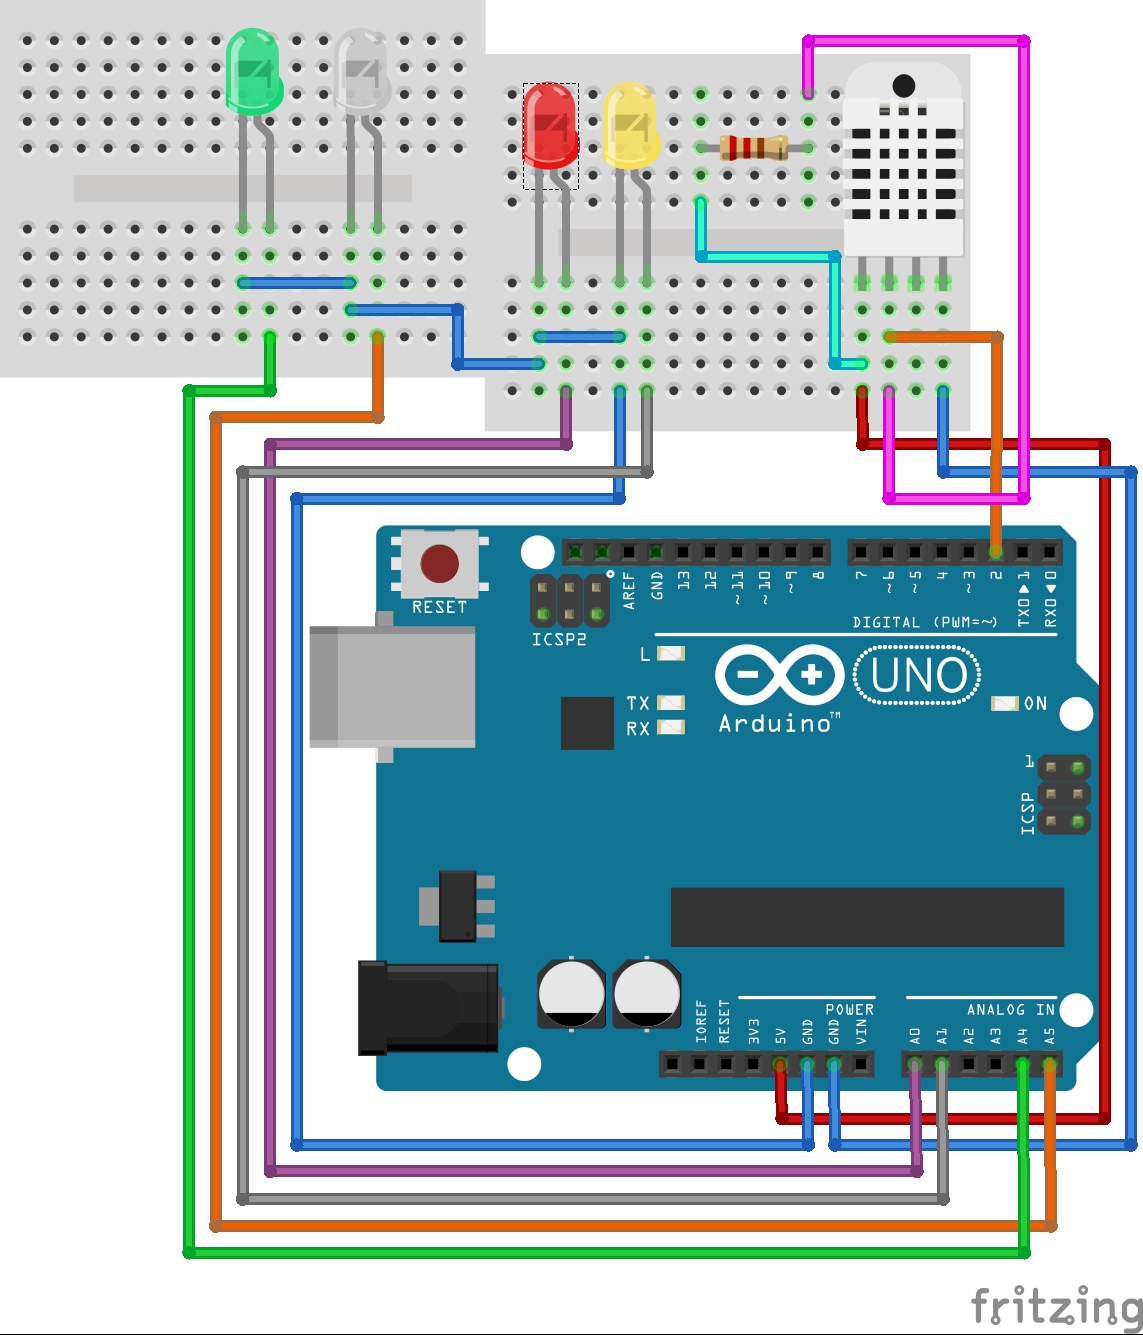 RESET
ICSP2
AREF
GND
13
12
~11
~10
~9
8
7
~6
~5
4
~3
2
TX0 ▶ 1
RX0 ◀ 0
DIGITAL (PWM=~)
L
TX
RX
Arduino™
UNO
ON
1
ICSP
POWER
ANALOG IN
IOREF
RESET
3V3
5V
GND
GND
VIN
A0
A1
A2
A3
A4
A5
fritzing